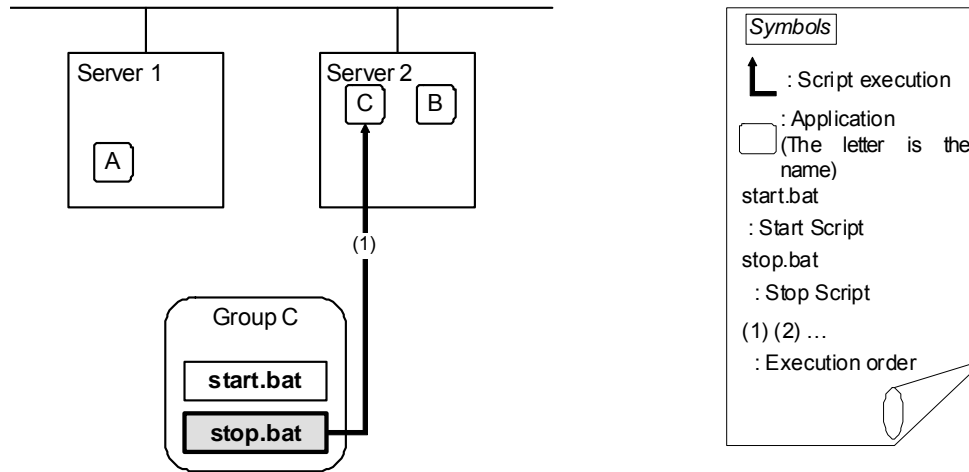 Server 1
Server 2
C
B
A
(1)
Group C
start.bat
stop.bat
Symbols
: Script execution
: Application
(The letter is the
name)
start.bat
: Start Script
stop.bat
: Stop Script
(1) (2) …
: Execution order